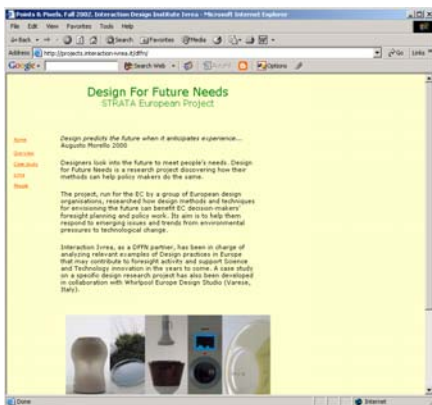 Points & Pixels, Fall 2002, Interaction Design Institute Ivrea - Microsoft Internet Explorer
File Edit View Favorites Tools Help
Back Search Favorites Media
Address http://projects.interaction-ivrea.it/dffn/ Go Links
Google Search Web Options
Design For Future Needs
STRATA European Project
Home
Overview
Case study
Links
People
Design predicts the future when it anticipates experience...
Augusto Morello 2000
Designers look into the future to meet people's needs. Design
for Future Needs is a research project discovering how their
methods can help policy makers do the same.
The project, run for the EC by a group of European design
organisations, researched how design methods and techniques
for envisioning the future can benefit EC decision-makers'
foresight planning and policy work. Its aim is to help them
respond to emerging issues and trends from environmental
pressures to technological change.
Interaction Ivrea, as a DFFN partner, has been in charge of
analyzing relevant examples of Design practices in Europe
that may contribute to foresight activity and support Science
and Technology innovation in the years to some. A case study
on a specific design research project has also been developed
in collaboration with Whirlpool Europe Design Studio (Varese,
Italy).
Done Internet